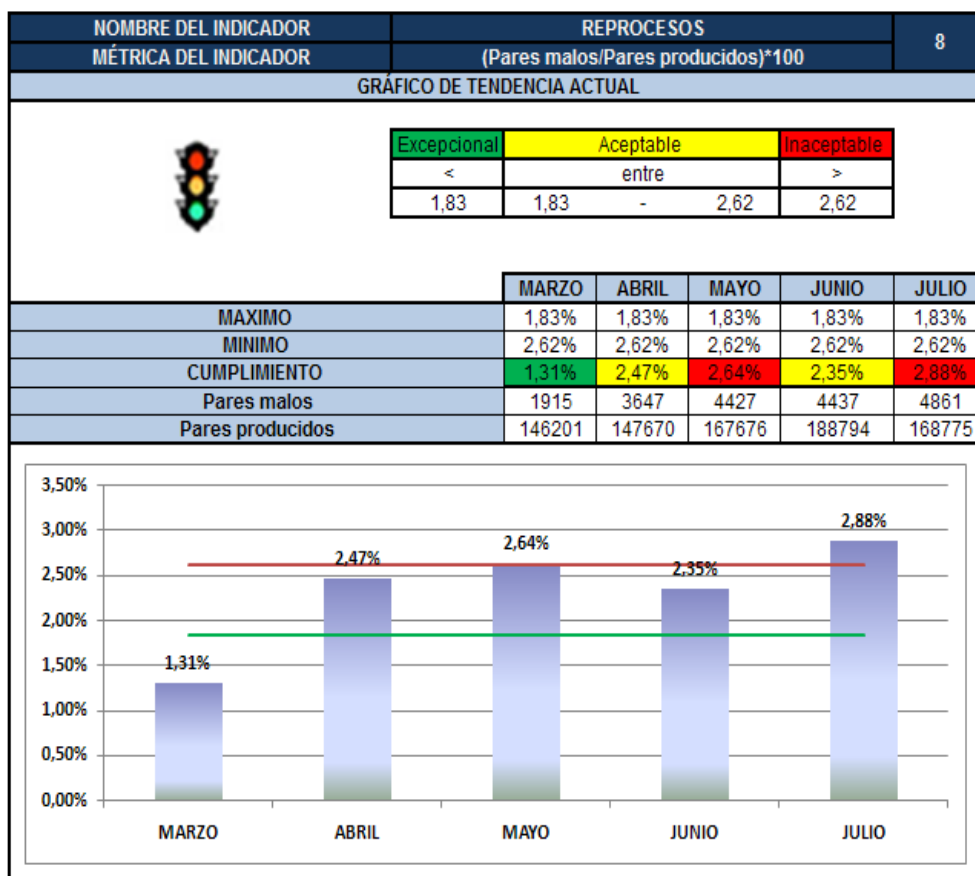 NOMBRE DEL INDICADOR REPROCESOS 8
MÉTRICA DEL INDICADOR (Pares malos/Pares producidos)*100
GRÁFICO DE TENDENCIA ACTUAL
Excepcional Aceptable Inaceptable
< entre >
1,83 1,83 - 2,62 2,62
MARZO ABRIL MAYO JUNIO JULIO
MAXIMO 1,83% 1,83% 1,83% 1,83% 1,83%
MINIMO 2,62% 2,62% 2,62% 2,62% 2,62%
CUMPLIMIENTO 1,31% 2,47% 2,64% 2,35% 2,88%
Pares malos 1915 3647 4427 4437 4861
Pares producidos 146201 147670 167676 188794 168775
3,50%
3,00%
2,50%
2,00%
1,50%
1,00%
0,50%
0,00%
1,31%
2,47%
2,64%
2,35%
2,88%
MARZO ABRIL MAYO JUNIO JULIO